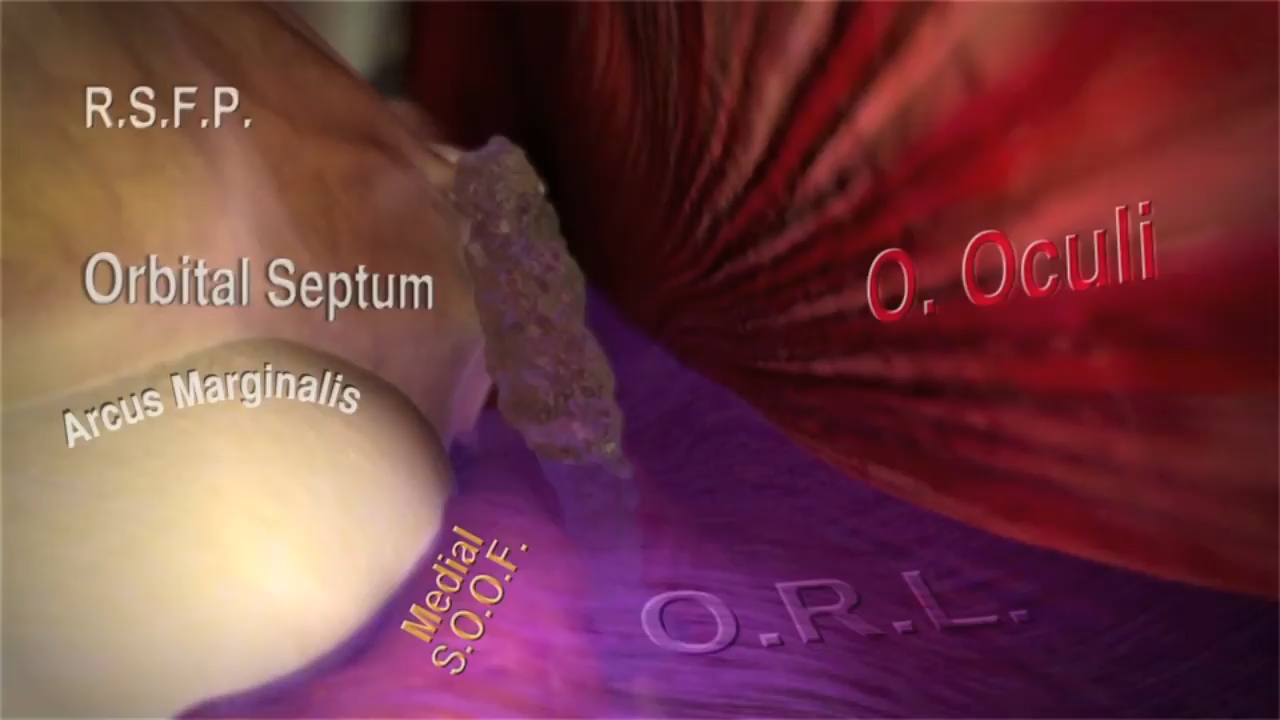 R.S.F.P.
Orbital Septum
O. Oculi
Arcus Marginalis
Medial
S.O.O.F.
O.R.L.